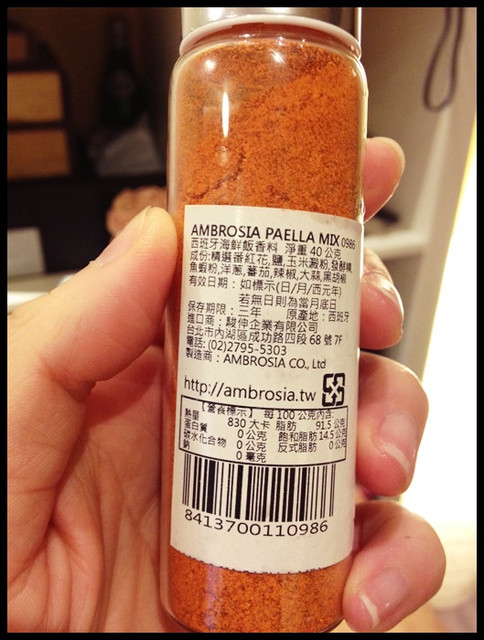 AMBROSIA PAELLA MIX 0986
西班牙海鮮飯香料 淨重 40 公克
成份:精選番紅花,鹽,玉米澱粉,發酵精,
魚蝦粉,洋蔥,蕃茄,辣椒,大蒜,黑胡椒
有效日期：如標示(日/月/西元年)
若無日則為當月底日
保存期限：三年 原產地：西班牙
進口商：駿伸企業有限公司
台北市內湖區成功路四段 68 號 7F
電話:(02)2795-5303
製造商：AMBROSIA CO., Ltd
http://ambrosia.tw
【營養標示】 每 100 公克內含:
熱量 830 大卡 脂肪 91.5 公克
蛋白質 0 公克 飽和脂肪 14.5 公克
碳水化合物 0 公克 反式脂肪 0 公克
鈉 0 毫克
8413700110986